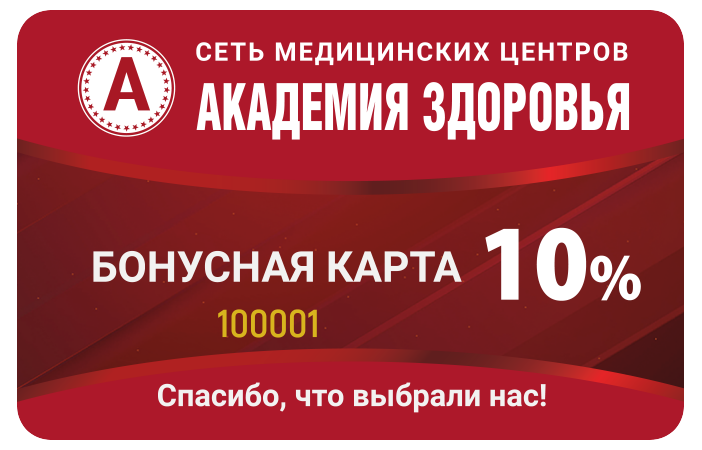 А
СЕТЬ МЕДИЦИНСКИХ ЦЕНТРОВ
АКАДЕМИЯ ЗДОРОВЬЯ
БОНУСНАЯ КАРТА 10%
100001
Спасибо, что выбрали нас!